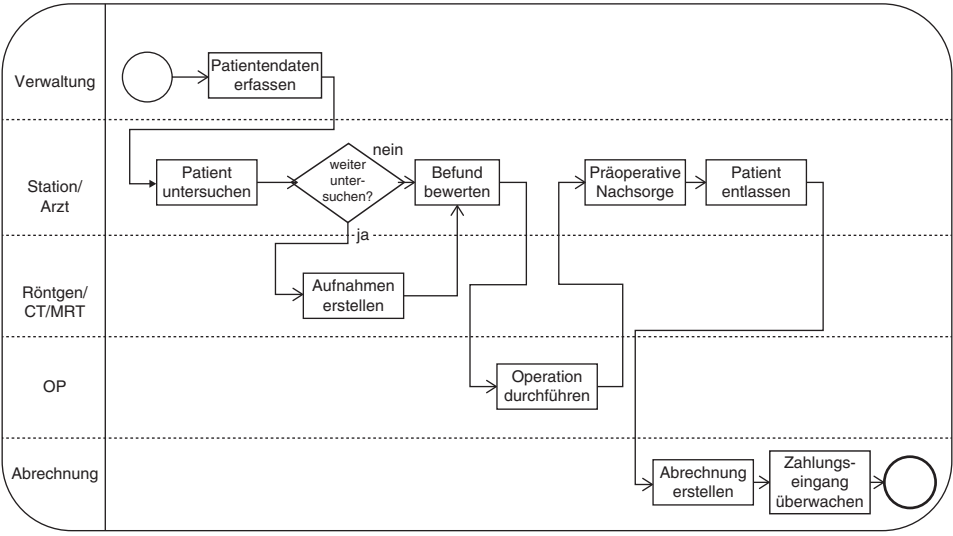 Verwaltung
Patientendaten
erfassen
Station/
Arzt
Patient
untersuchen
weiter
unter-
suchen?
nein
ja
Befund
bewerten
Präoperative
Nachsorge
Patient
entlassen
Röntgen/
CT/MRT
Aufnahmen
erstellen
OP
Operation
durchführen
Abrechnung
Abrechnung
erstellen
Zahlungs-
eingang
überwachen